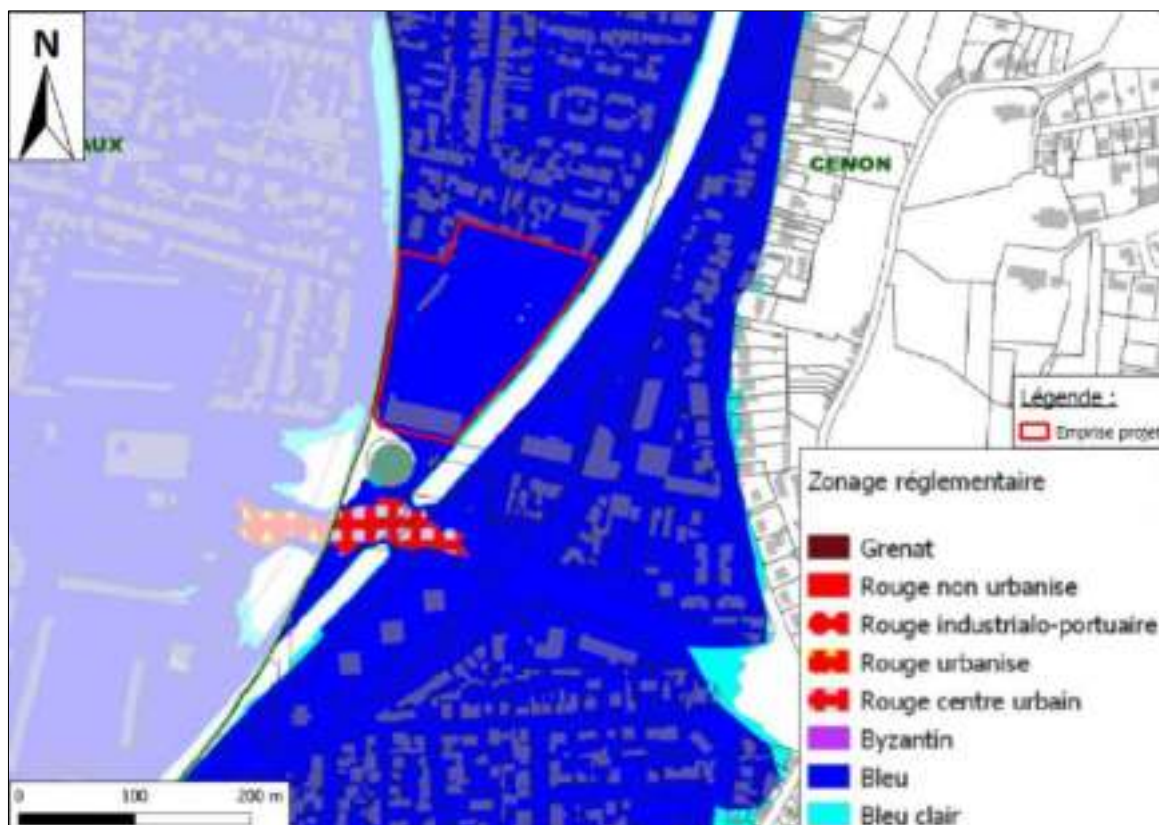 N
AUX
CENON
Légende :
Emprise projet
Zonage réglementaire
Grenat
Rouge non urbanise
Rouge industrialo-portuaire
Rouge urbanise
Rouge centre urbain
Byzantin
Bleu
Bleu clair
0 100 200 m